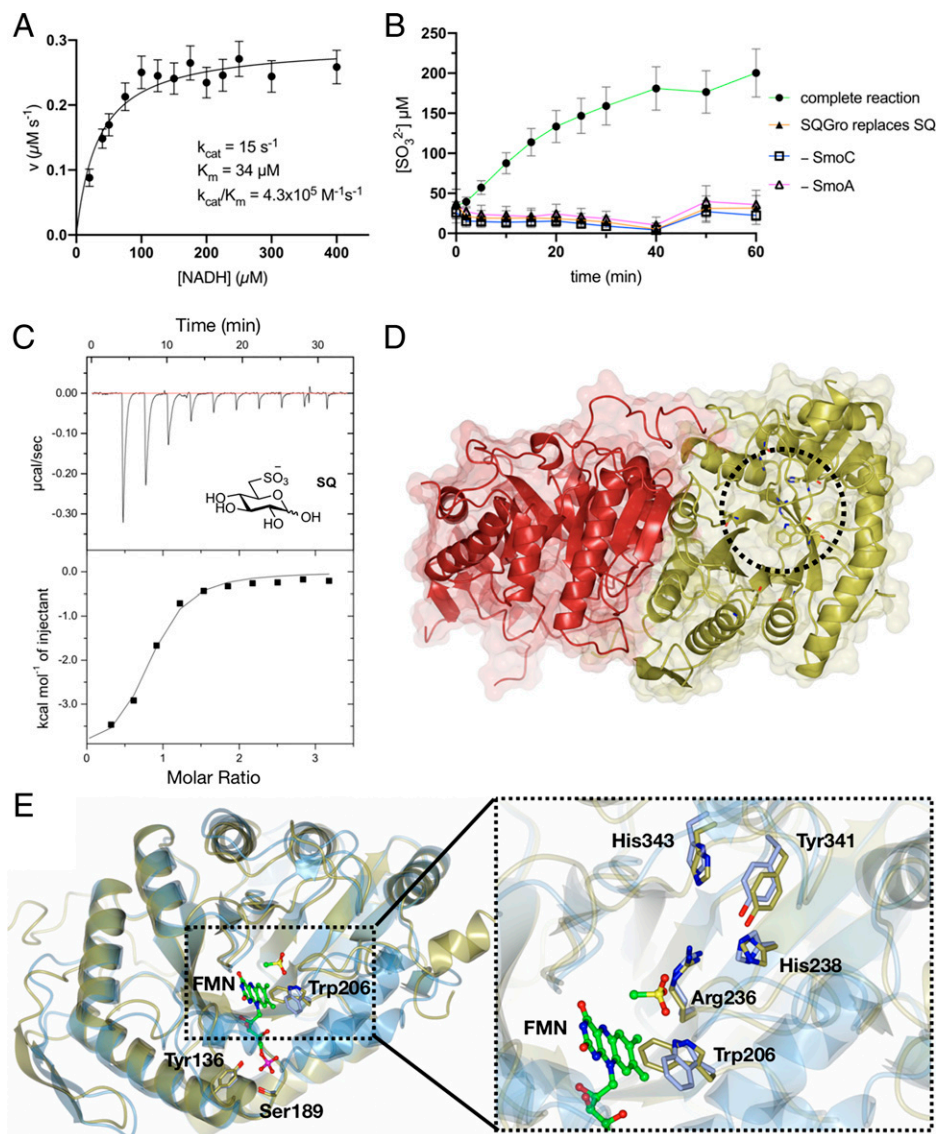 A
0.3
0.2
0.1
0.0
v (µM s⁻¹)
k_cat = 15 s⁻¹
K_m = 34 µM
k_cat/K_m = 4.3x10⁵ M⁻¹s⁻¹
0 100 200 300 400
[NADH] (µM)
B
250
200
150
100
50
0
[SO₃²⁻] µM
0 20 40 60
time (min)
complete reaction
SQGro replaces SQ
– SmoC
– SmoA
C
Time (min)
0 10 20 30
0.00
-0.10
-0.20
-0.30
µcal/sec
SO₃⁻
SQ
HO
HO
HO
OH
O
0.0
-1.0
-2.0
-3.0
kcal mol⁻¹ of injectant
0 1 2 3
Molar Ratio
D
E
FMN
Trp206
Tyr136
Ser189
His343
Tyr341
His238
Arg236
FMN
Trp206